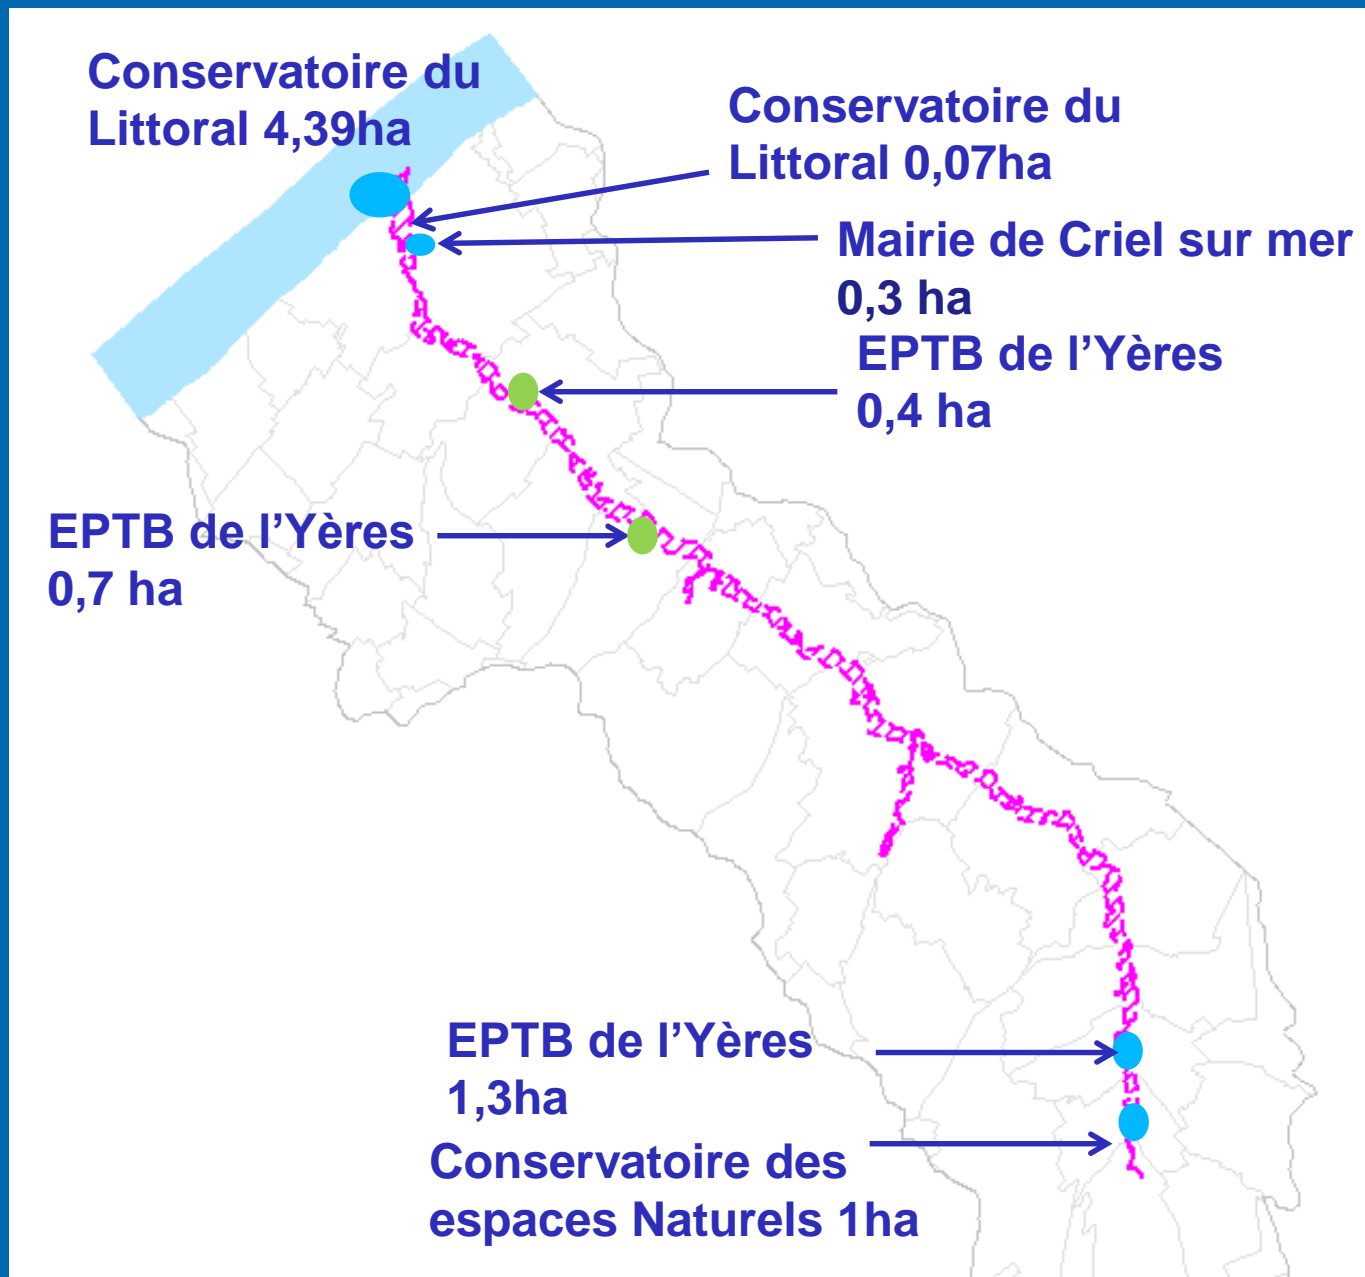 Conservatoire du
Littoral 4,39ha
Conservatoire du
Littoral 0,07ha
Mairie de Criel sur mer
0,3 ha
EPTB de l’Yères
0,4 ha
EPTB de l’Yères
0,7 ha
EPTB de l’Yères
1,3ha
Conservatoire des
espaces Naturels 1ha